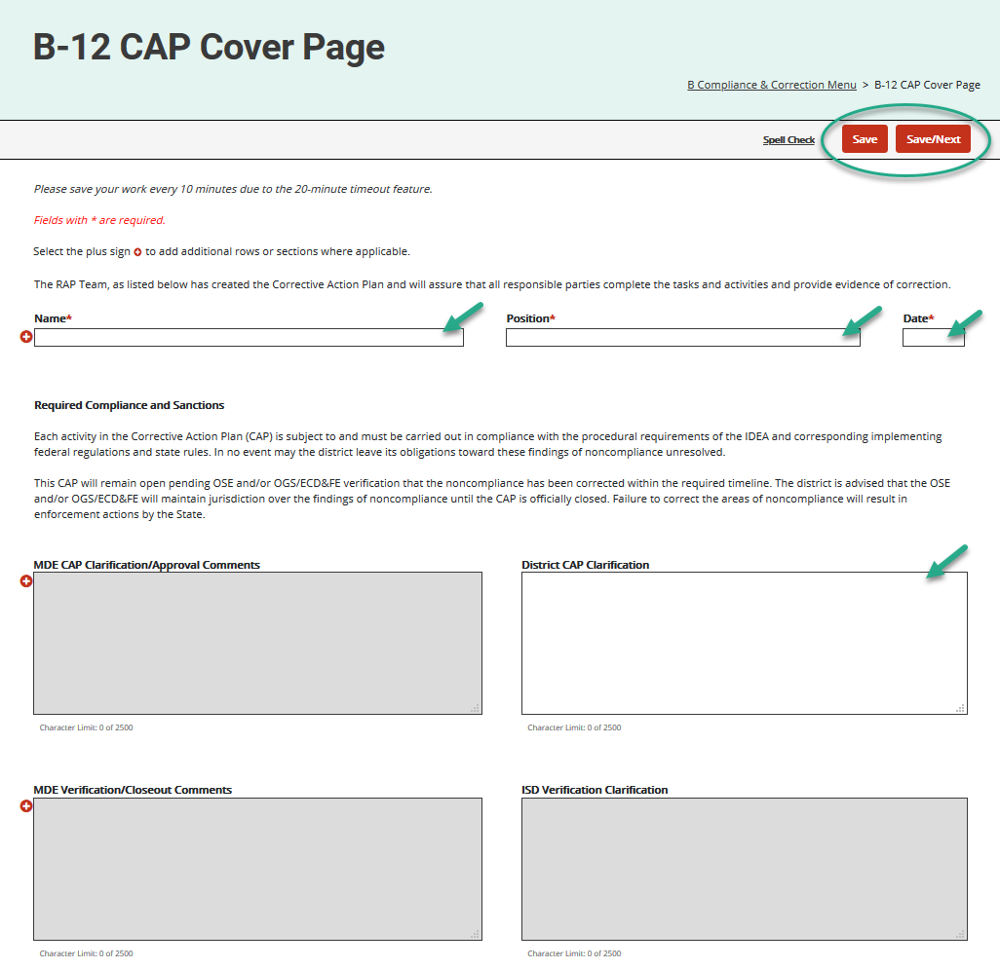 B-12 CAP Cover Page
B Compliance & Correction Menu > B-12 CAP Cover Page
Spell Check Save Save/Next
Please save your work every 10 minutes due to the 20-minute timeout feature.
Fields with * are required.
Select the plus sign to add additional rows or sections where applicable.
The RAP Team, as listed below has created the Corrective Action Plan and will assure that all responsible parties complete the tasks and activities and provide evidence of correction.
Name* Position* Date*
Required Compliance and Sanctions
Each activity in the Corrective Action Plan (CAP) is subject to and must be carried out in compliance with the procedural requirements of the IDEA and corresponding implementing
federal regulations and state rules. In no event may the district leave its obligations toward these findings of noncompliance unresolved.
This CAP will remain open pending OSE and/or OGS/ECD&FE verification that the noncompliance has been corrected within the required timeline. The district is advised that the OSE
and/or OGS/ECD&FE will maintain jurisdiction over the findings of noncompliance until the CAP is officially closed. Failure to correct the areas of noncompliance will result in
enforcement actions by the State.
MDE CAP Clarification/Approval Comments District CAP Clarification
Character Limit: 0 of 2500 Character Limit: 0 of 2500
MDE Verification/Closeout Comments ISD Verification Clarification
Character Limit: 0 of 2500 Character Limit: 0 of 2500